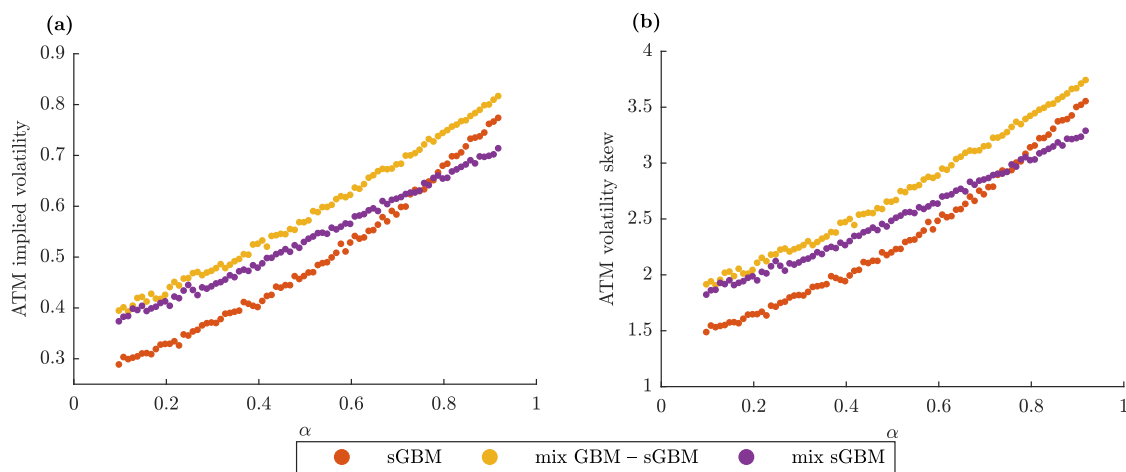 (a)
ATM implied volatility
0.9
0.8
0.7
0.6
0.5
0.4
0.3
0 0.2 0.4 0.6 0.8 1
α
(b)
ATM volatility skew
4
3.5
3
2.5
2
1.5
1
0 0.2 0.4 0.6 0.8 1
α
sGBM mix GBM – sGBM mix sGBM